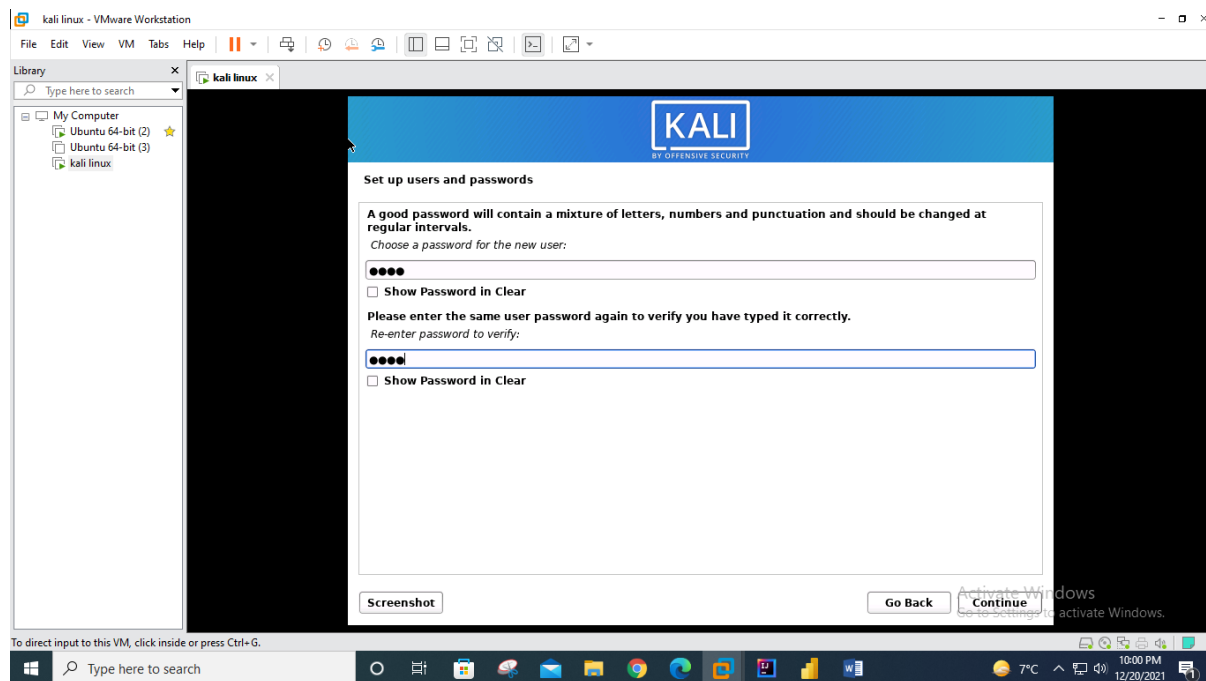 kali linux - VMware Workstation
File Edit View VM Tabs Help
Library
Type here to search
My Computer
Ubuntu 64-bit (2)
Ubuntu 64-bit (3)
kali linux
kali linux
KALI
BY OFFENSIVE SECURITY
Set up users and passwords
A good password will contain a mixture of letters, numbers and punctuation and should be changed at
regular intervals.
Choose a password for the new user:
●●●●
Show Password in Clear
Please enter the same user password again to verify you have typed it correctly.
Re-enter password to verify:
●●●●
Show Password in Clear
Screenshot
Go Back
Continue
Activate Windows
Go to Settings to activate Windows.
To direct input to this VM, click inside or press Ctrl+G.
Type here to search
7°C
10:00 PM
12/20/2021
1